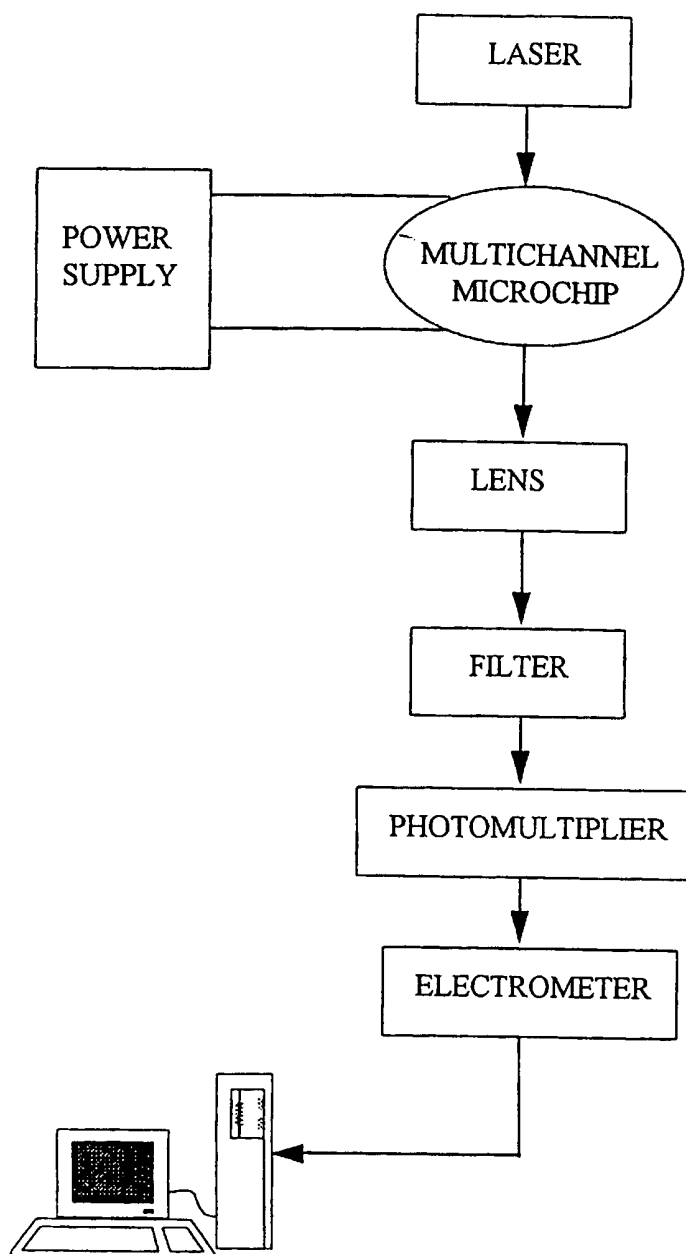 LASER
POWER
SUPPLY
MULTICHANNEL
MICROCHIP
LENS
FILTER
PHOTOMULTIPLIER
ELECTROMETER